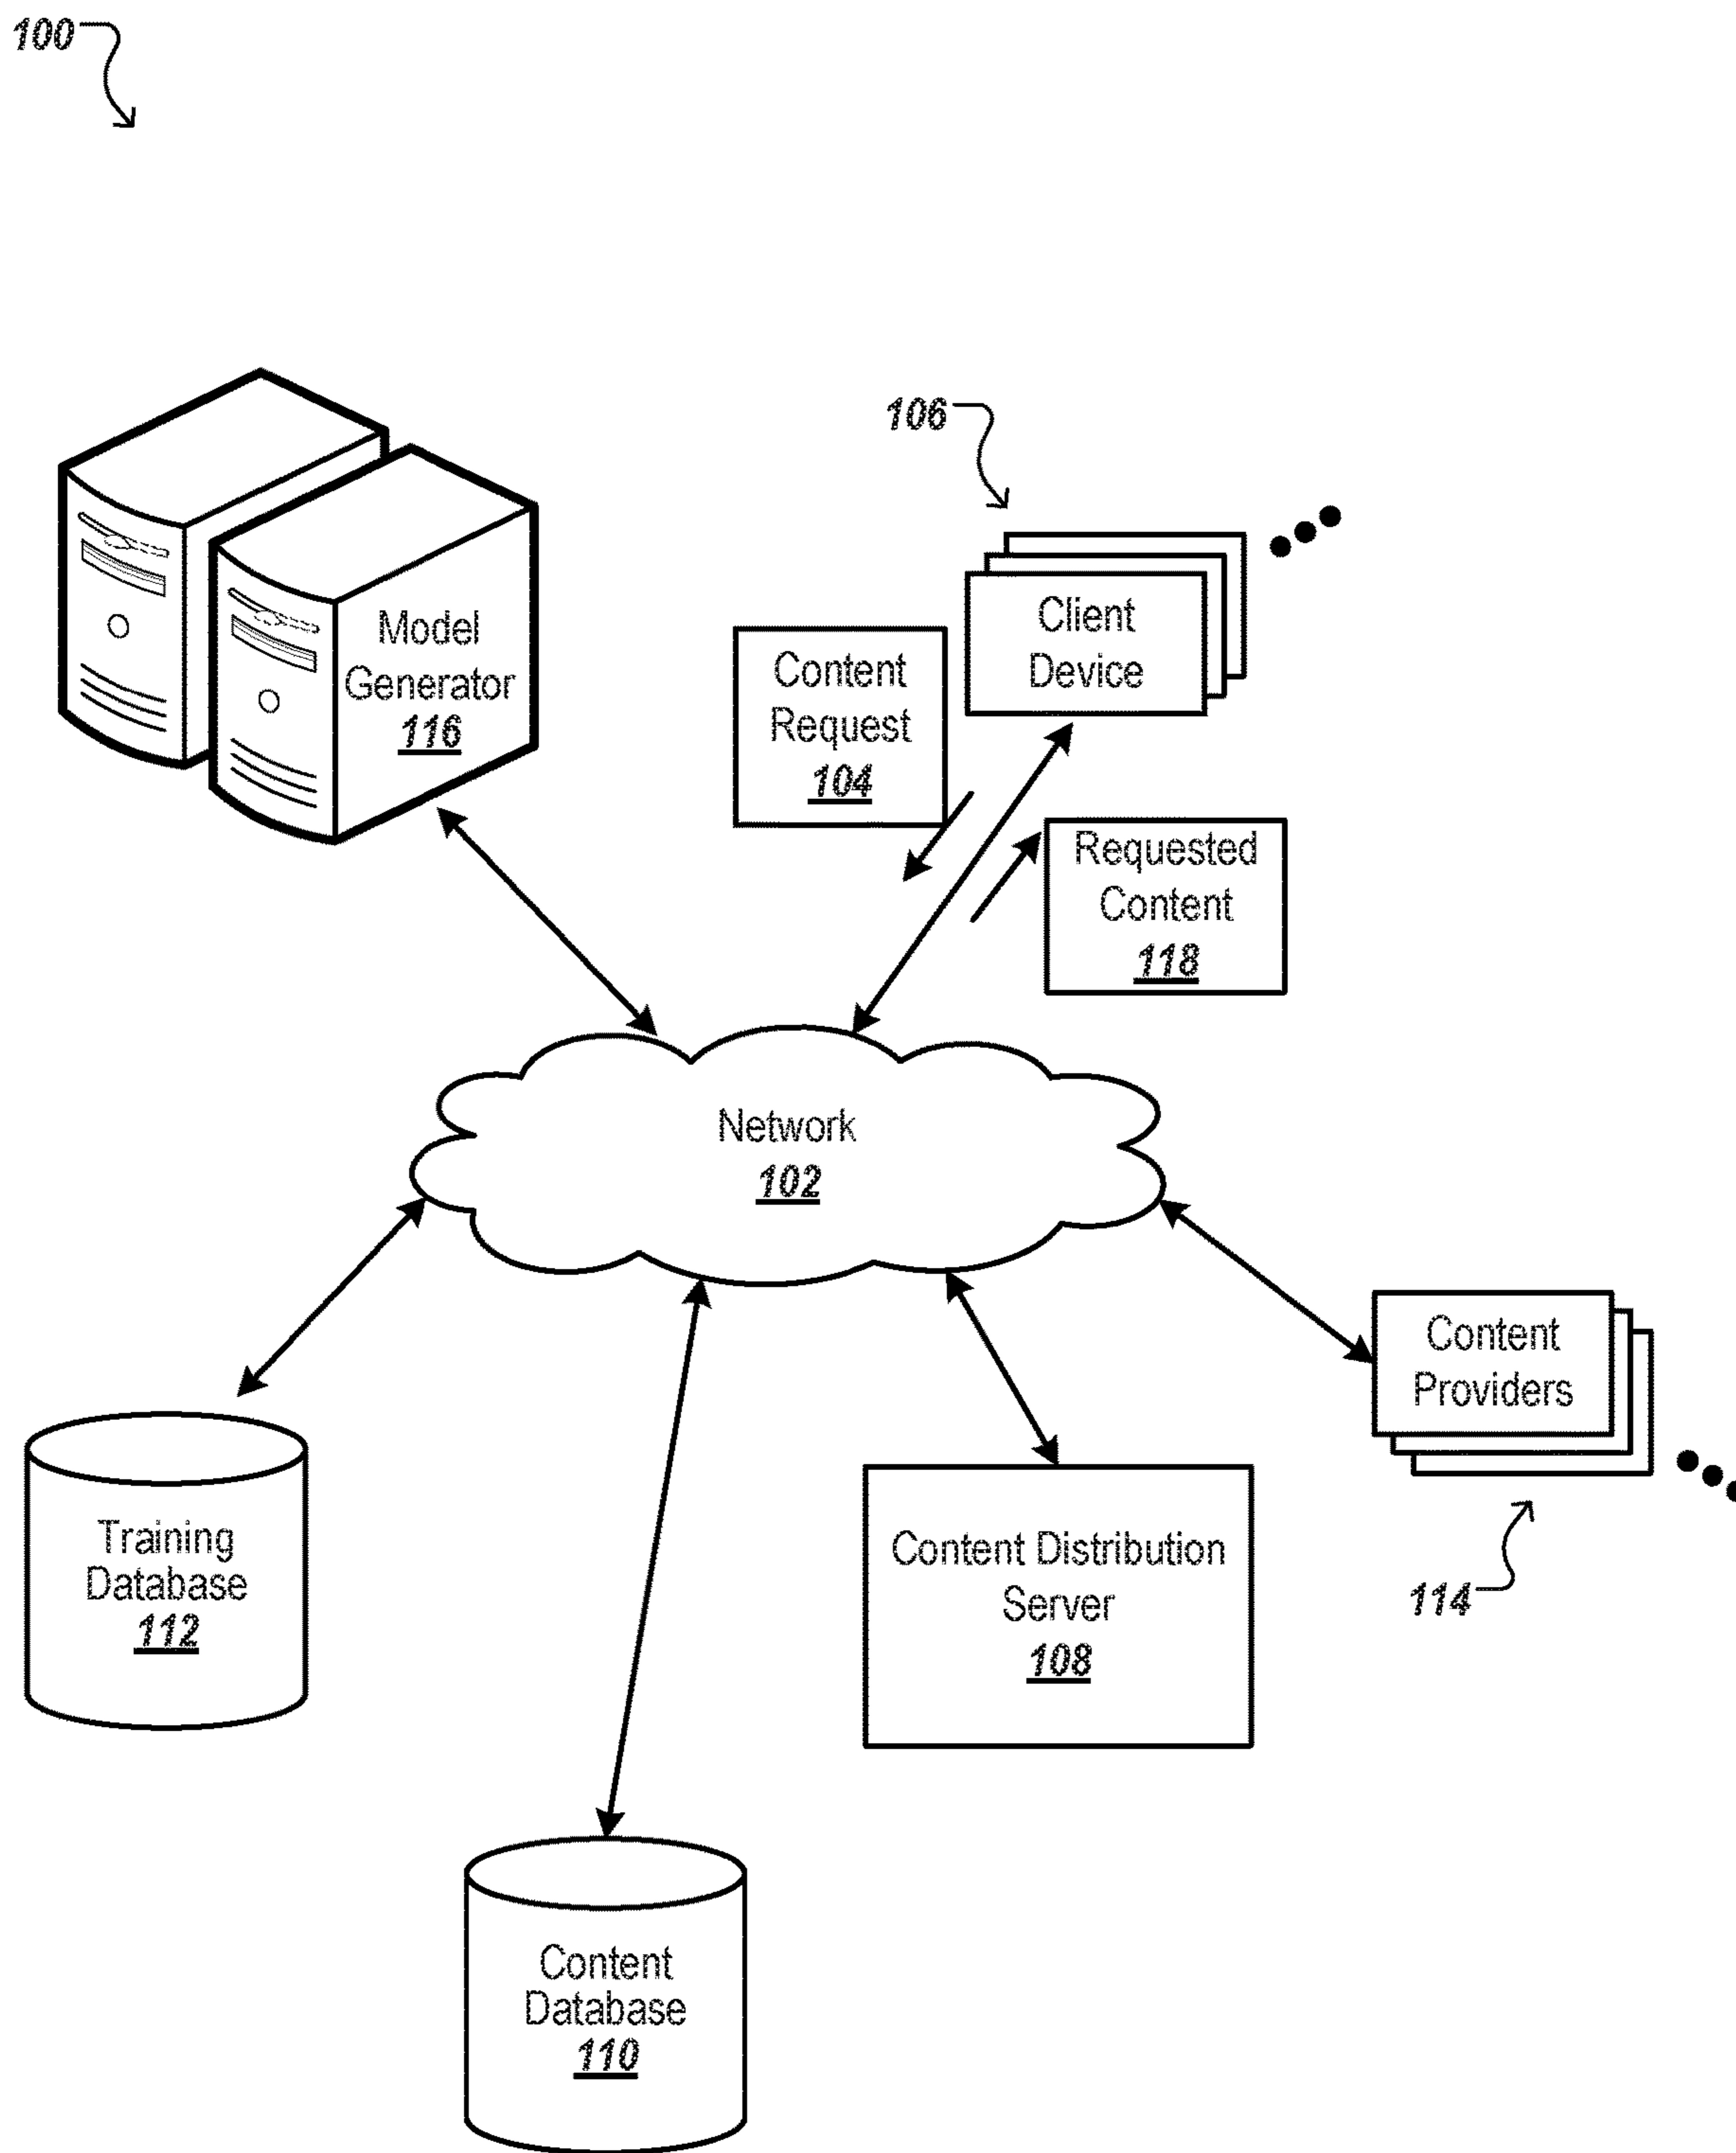 100
106
Client
Device
Content
Request
104
Model
Generator
116
Requested
Content
118
Network
102
Content
Providers
114
Training
Database
112
Content Distribution
Server
108
Content
Database
110